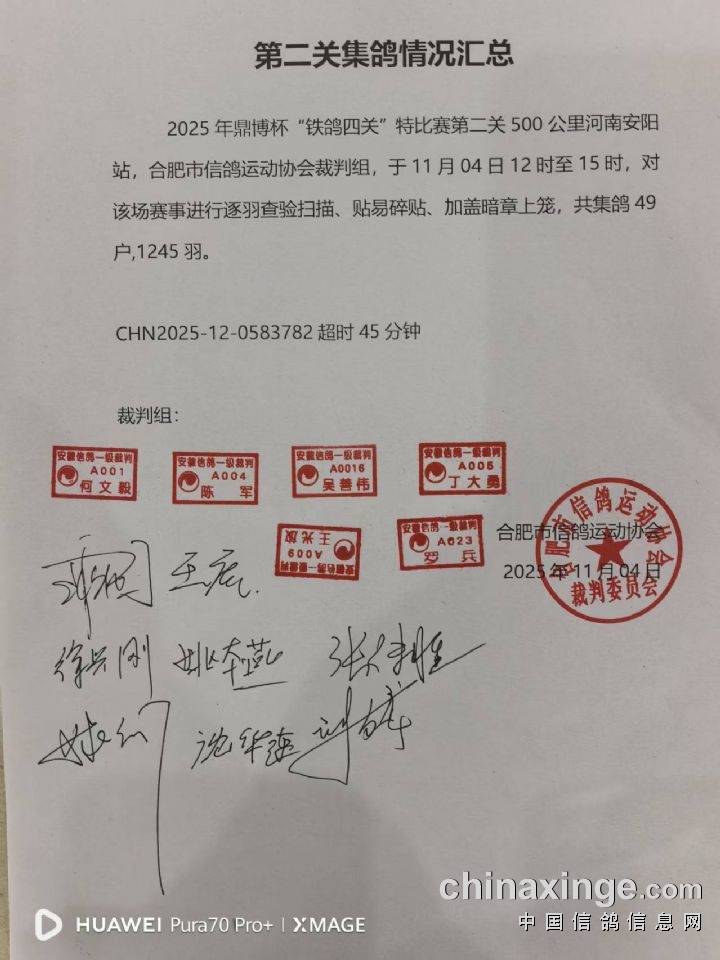 第二关集鸽情况汇总
2025 年鼎博杯“铁鸽四关”特比赛第二关 500 公里河南安阳
站，合肥市信鸽运动协会裁判组，于 11 月 04 日 12 时至 15 时，对
该场赛事进行逐羽查验扫描、贴易碎贴、加盖暗章上笼，共集鸽 49
户,1245 羽。
CHN2025-12-0583782 超时 45 分钟
裁判组：
安徽信鸽一级裁判
A001
何文毅
安徽信鸽一级裁判
A004
陈 军
安徽信鸽一级裁判
A0016
吴善伟
安徽信鸽一级裁判
A005
丁大勇
安徽信鸽一级裁判
A009
王光放
安徽信鸽一级裁判
A023
罗 兵
合肥市信鸽运动协会
2025 年 11 月 04 日
合肥市信鸽运动协会
裁判委员会
徐兴刚
chinaxinge.com
中国信鸽信息网
HUAWEI Pura70 Pro+ | XMAGE